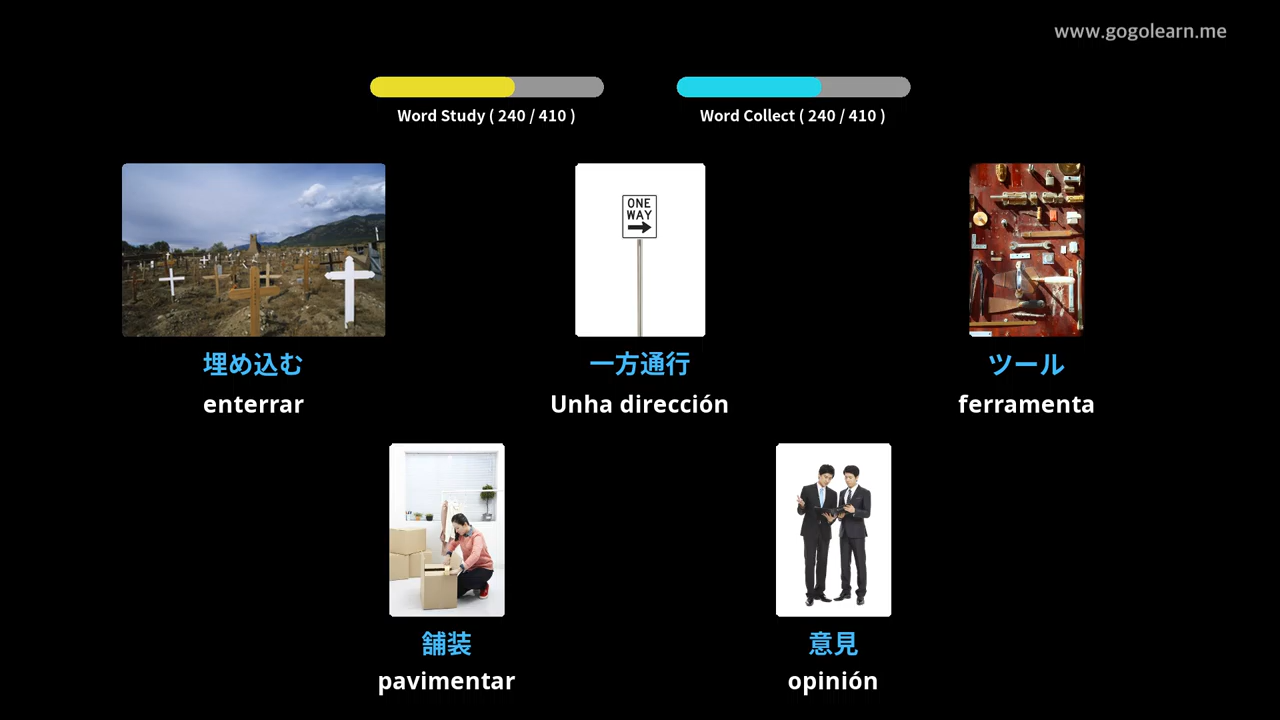 www.gogolearn.me
Word Study ( 240 / 410 )
Word Collect ( 240 / 410 )
ONE
WAY
埋め込む
一方通行
ツール
enterrar
Unha dirección
ferramenta
舗装
意見
pavimentar
opinión